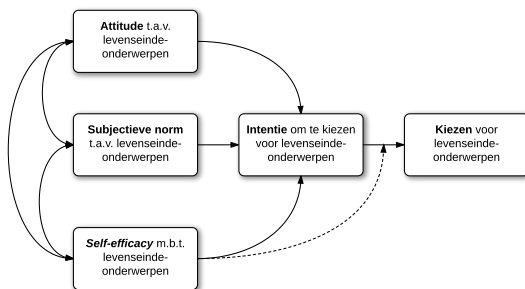 Attitude t.a.v.
levenseinde-
onderwerpen
Subjectieve norm
t.a.v. levenseinde-
onderwerpen
Intentie om te kiezen
voor levenseinde-
onderwerpen
Kiezen voor
levenseinde-
onderwerpen
Self-efficacy m.b.t.
levenseinde-
onderwerpen